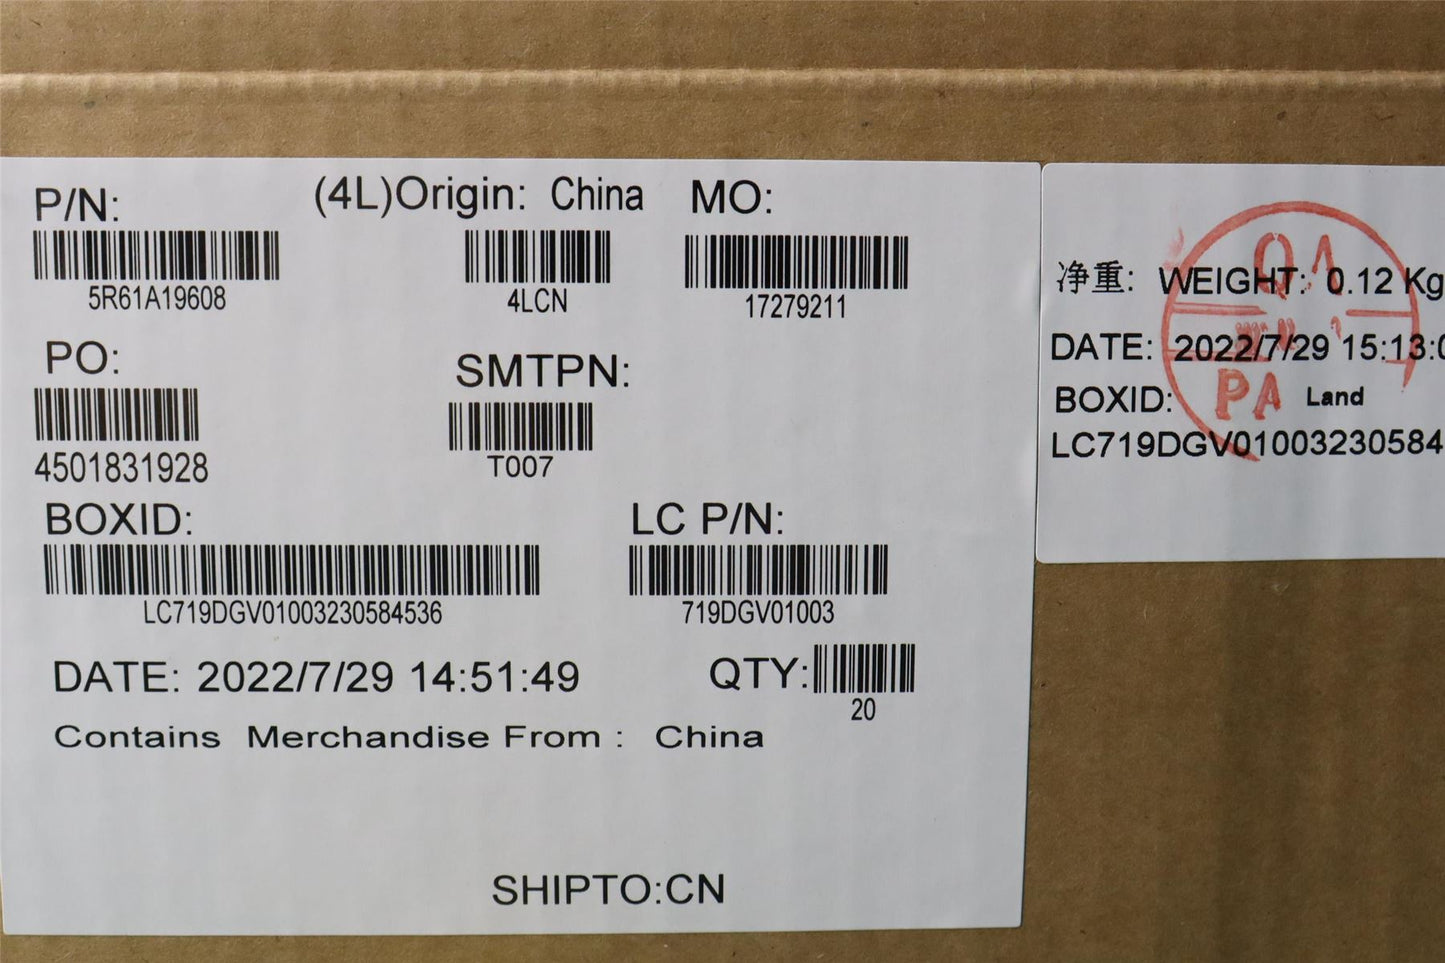 P/N: (4L)Origin: China MO:
5R61A19608 4LCN 17279211
PO: SMTPN:
4501831928 T007
BOXID: LC P/N:
LC719DGV01003230584536 719DGV01003
DATE: 2022/7/29 14:51:49 QTY:
20
Contains Merchandise From : China
SHIPTO:CN
净重: WEIGHT: 0.12 Kg
DATE: 2022/7/29 15:13:0
BOXID: Land
LC719DGV01003230584
QA
PA